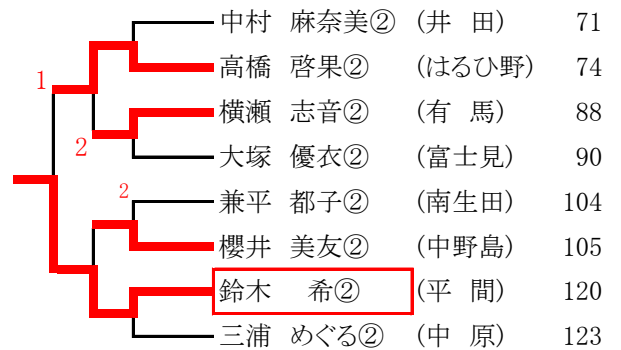 中村 麻奈美② (井 田) 71
高橋 啓果② (はるひ野) 74
1
横瀬 志音② (有 馬) 88
2
大塚 優衣② (富士見) 90
2
兼平 都子② (南生田) 104
櫻井 美友② (中野島) 105
鈴木 希② (平 間) 120
三浦 めぐる② (中 原) 123